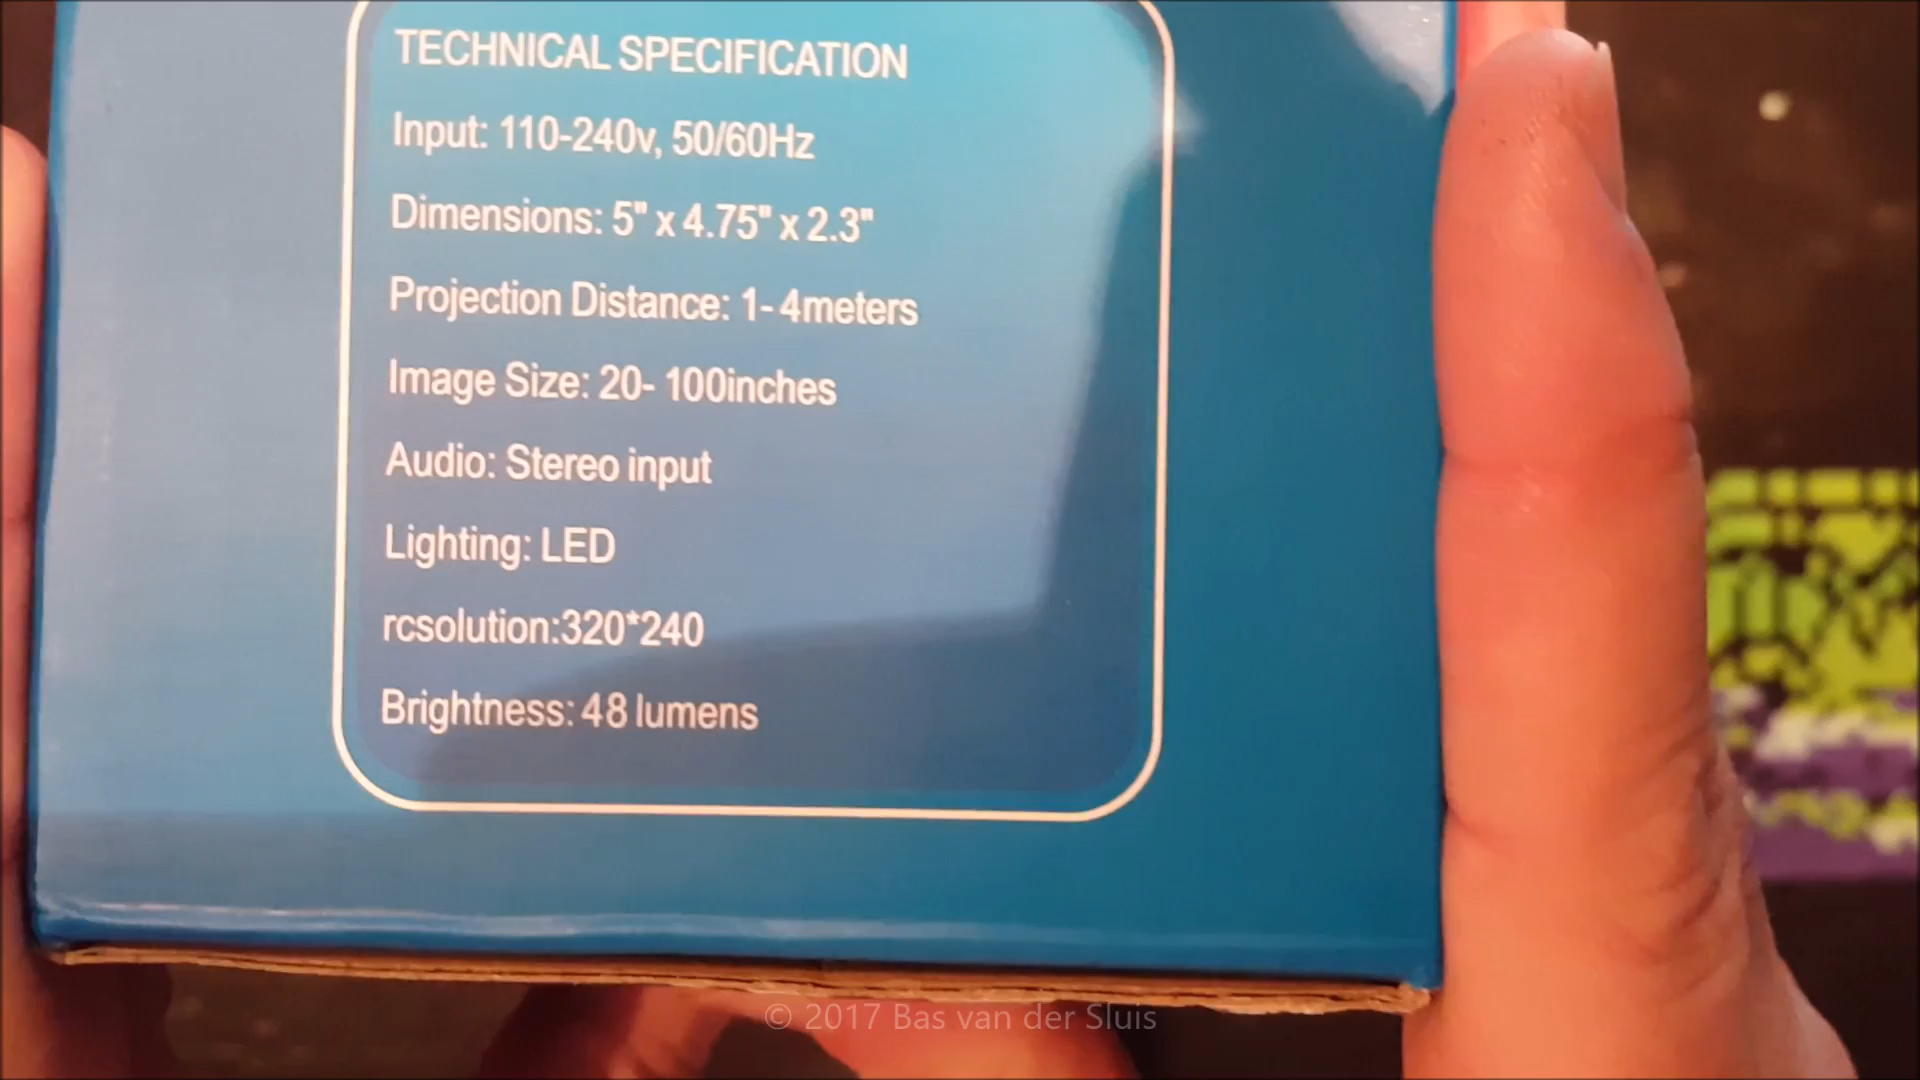 TECHNICAL SPECIFICATION
Input: 110-240v, 50/60Hz
Dimensions: 5" x 4.75" x 2.3"
Projection Distance: 1- 4meters
Image Size: 20- 100inches
Audio: Stereo input
Lighting: LED
rcsolution:320*240
Brightness: 48 lumens
© 2017 Bas van der Sluis